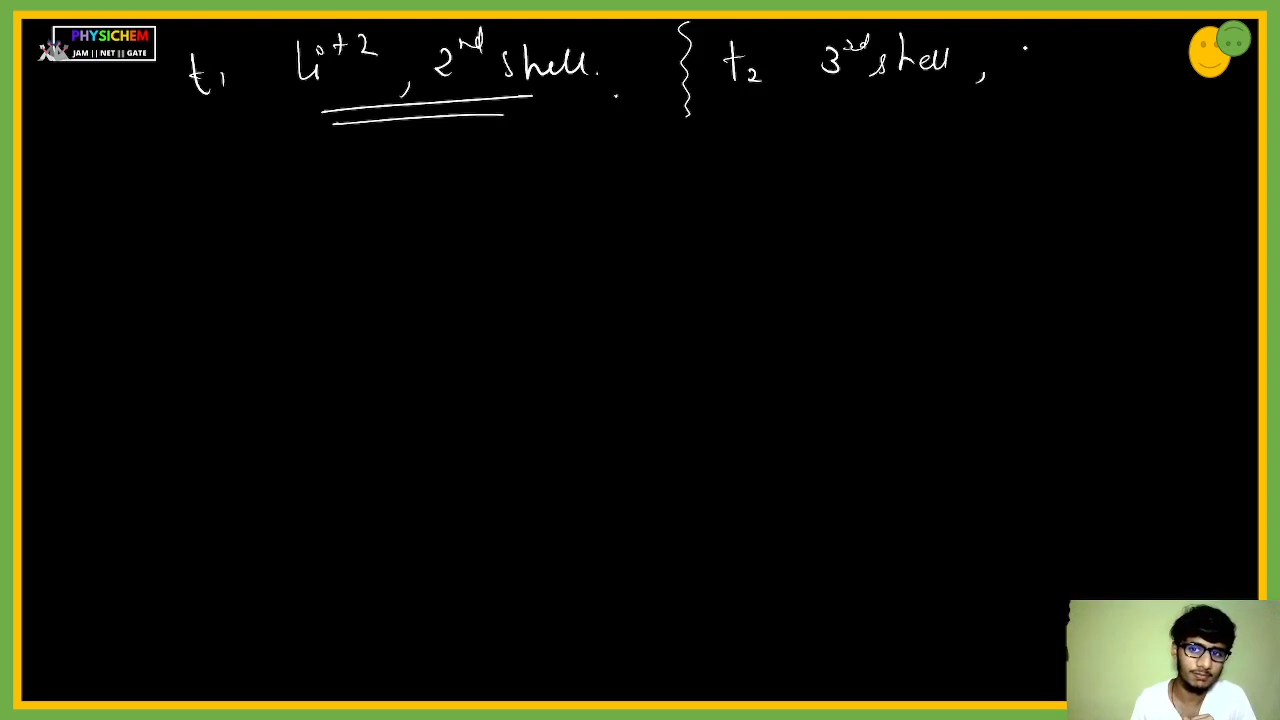 PHYSICHEM
JAM || NET || GATE
t₁ Li⁺², 2ⁿᵈ shell. } t₂ 3ʳᵈ shell,